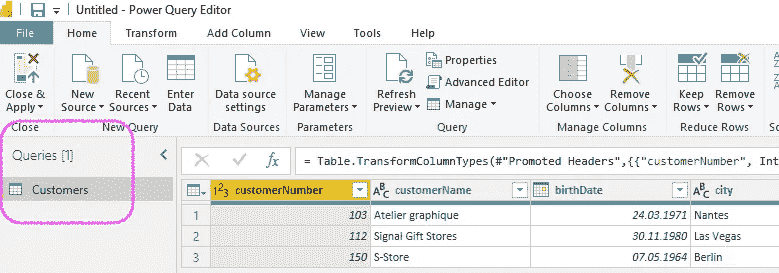 Untitled - Power Query Editor
File Home Transform Add Column View Tools Help
Close & Apply New Source Recent Sources Enter Data Data source settings Manage Parameters Refresh Preview Properties Advanced Editor Manage Choose Columns Remove Columns Keep Rows Remove Rows
Close New Query Data Sources Parameters Query Manage Columns Reduce Rows
Queries [1]
= Table.TransformColumnTypes(#"Promoted Headers",{{"customerNumber", Int
Customers
customerNumber customerName birthDate city
1 103 Atelier graphique 24.03.1971 Nantes
2 112 Signal Gift Stores 30.11.1980 Las Vegas
3 150 S-Store 07.05.1964 Berlin